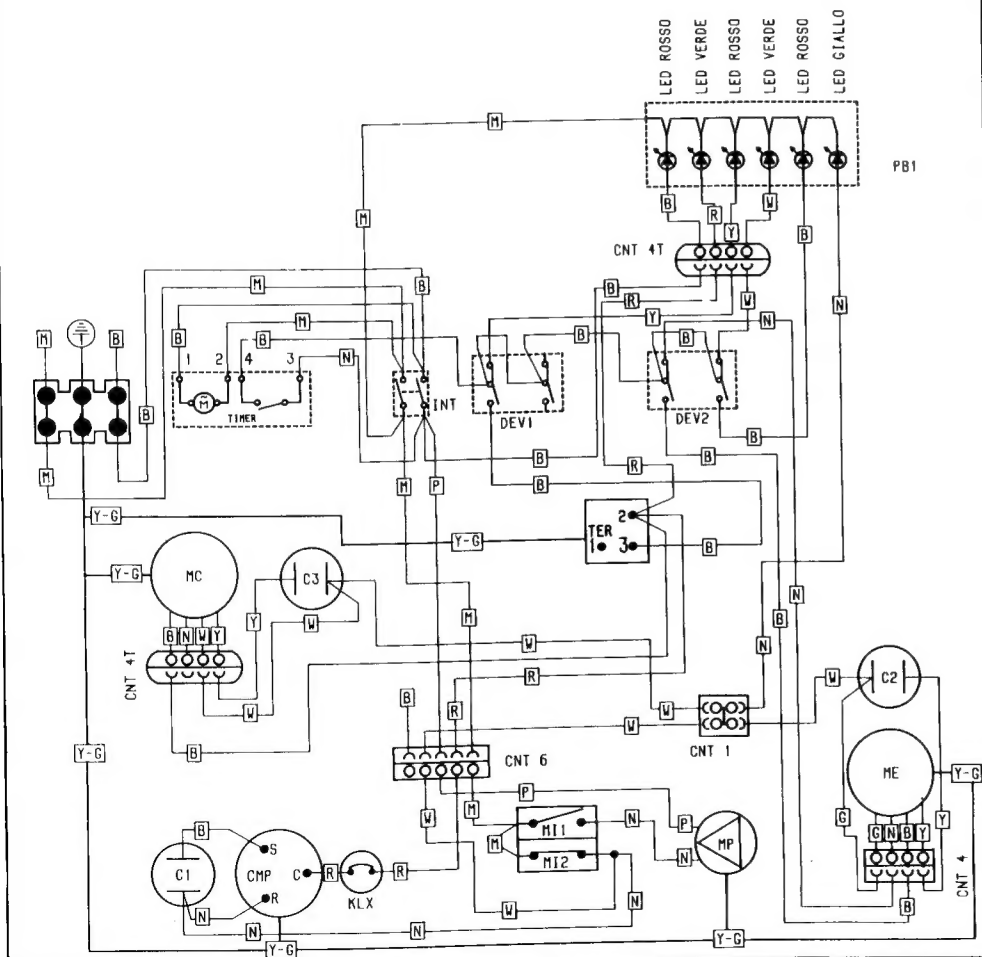 LED ROSSO
LED VERDE
LED ROSSO
LED VERDE
LED ROSSO
LED GIALLO
M
PB1
B
R
Y
W
B
M
CNT 4T
B
M
B
B
R
W
N
N
M
B
M
B
B
Y
N
B
B
1 2 4 3
M
TIMER
INT
DEV1
DEV2
B
M
M
P
B
R
B
B
B
Y-G
Y-G
TER
1
2
3
B
Y-G
MC
C3
Y
W
M
W
N
B
N
B N W Y
CNT 4T
W
B
R
R
B
W
W
CNT 1
W
C2
Y-G
CNT 6
ME
Y-G
P
W
M
MI1
MI2
M
N
N
P
MP
G
G N B Y
Y
CNT 4
B
B
C1
N
S
CMP
C
R
R
KLX
R
W
N
N
N
Y-G
Y-G